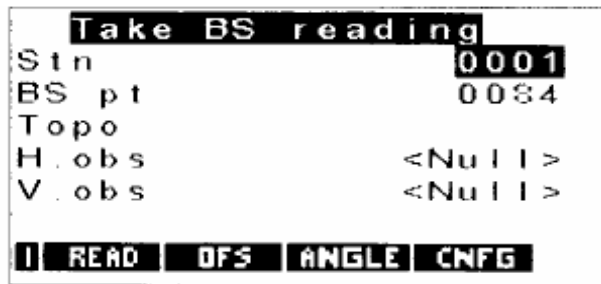 Take BS reading
Stn 0001
BS pt 0084
Topo
H.obs <Null>
V.obs <Null>
READ OFS ANGLE CNFG